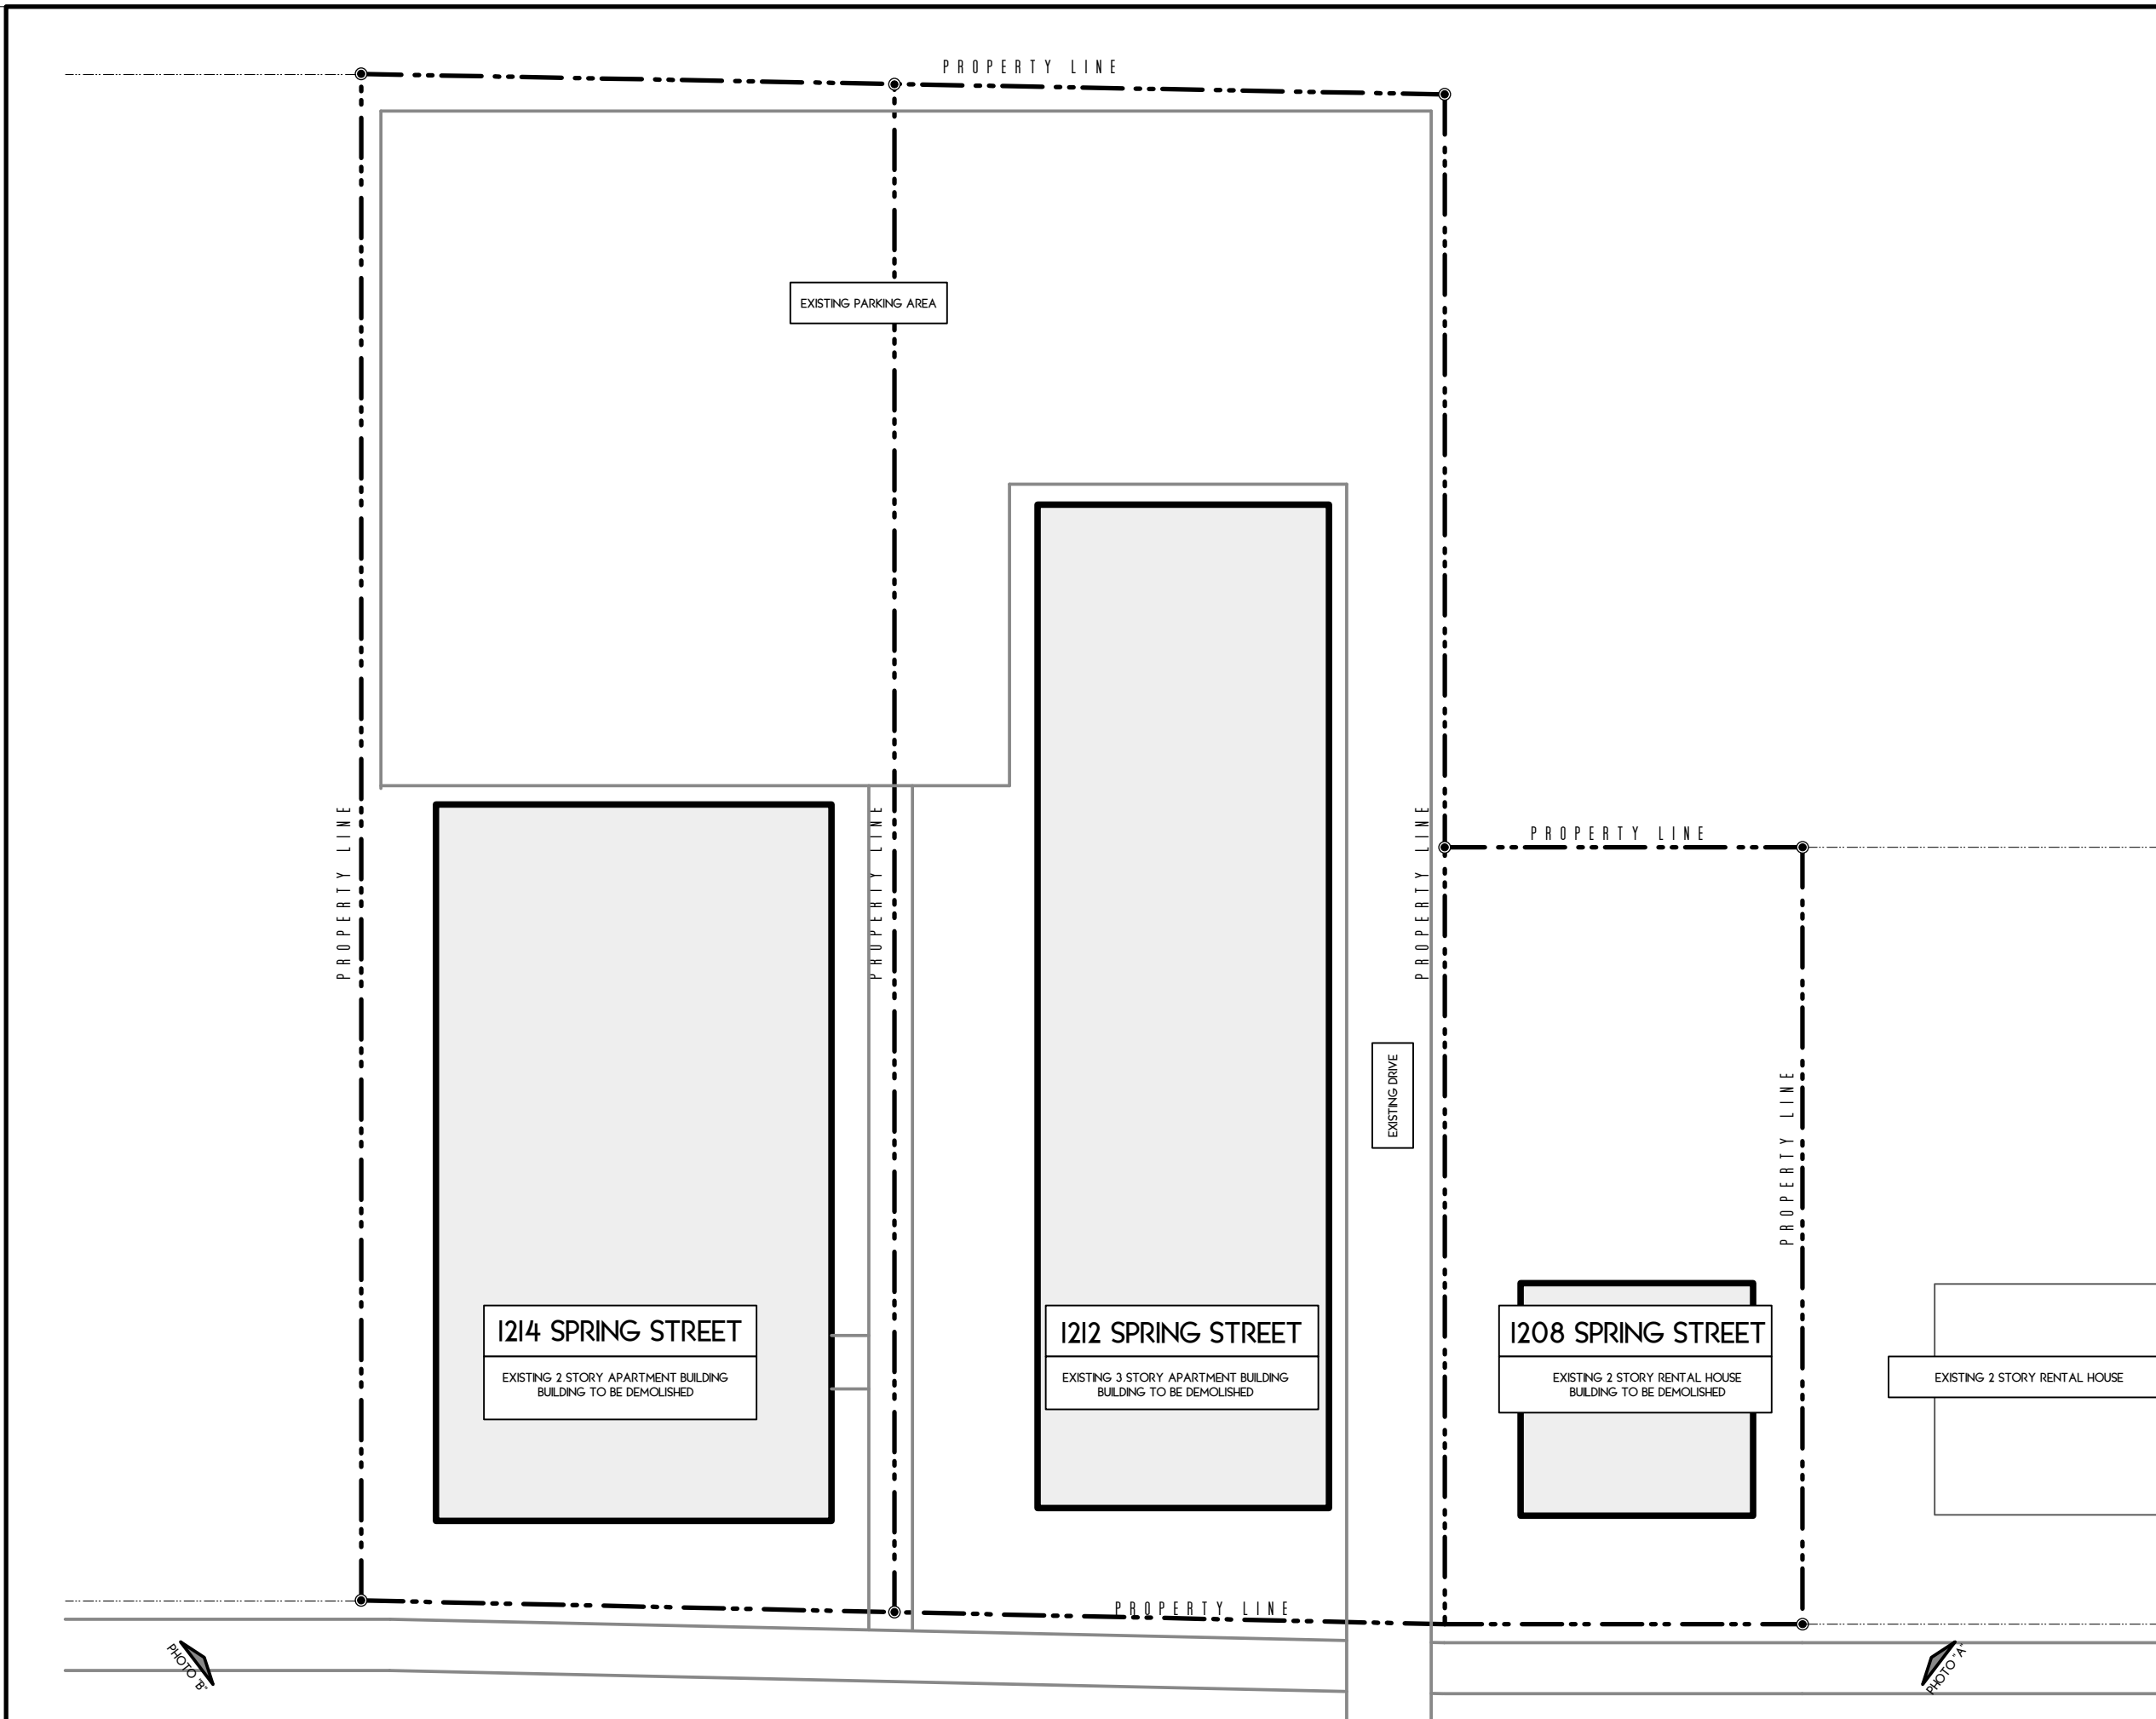 PROPERTY LINE
EXISTING PARKING AREA
PROPERTY LINE
PROPERTY LINE
PROPERTY LINE
PROPERTY LINE
EXISTING DRIVE
PROPERTY LINE
1214 SPRING STREET
EXISTING 2 STORY APARTMENT BUILDING
BUILDING TO BE DEMOLISHED
1212 SPRING STREET
EXISTING 3 STORY APARTMENT BUILDING
BUILDING TO BE DEMOLISHED
1208 SPRING STREET
EXISTING 2 STORY RENTAL HOUSE
BUILDING TO BE DEMOLISHED
EXISTING 2 STORY RENTAL HOUSE
PROPERTY LINE
PHOTO "B"
PHOTO "A"